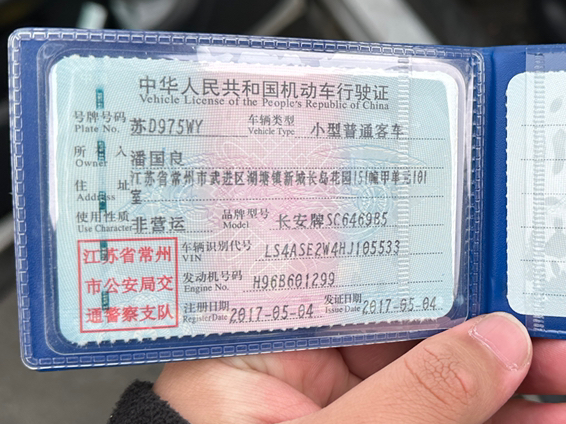 中华人民共和国机动车行驶证
Vehicle License of the People's Republic of China
号牌号码 苏D975WY 车辆类型 小型普通客车
Plate No. Vehicle Type
所有人 潘国良
Owner
住址 江苏省常州市武进区湖塘镇新城长岛花园151幢甲单元101室
Address
使用性质 非营运 品牌型号 长安牌SC6469B5
Use Character Model
车辆识别代号 LS4ASE2W4HJ105533
VIN
发动机号码 H96B601299
Engine No.
注册日期 2017-05-04 发证日期 2017-05-04
Register Date Issue Date
江苏省常州
市公安局交
通警察支队